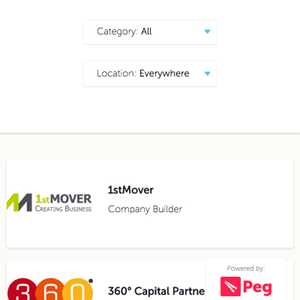 Category: All
Location: Everywhere
1stMOVER
CREATING BUSINESS
1stMover
Company Builder
360°
360° Capital Partne
Powered by:
Peg